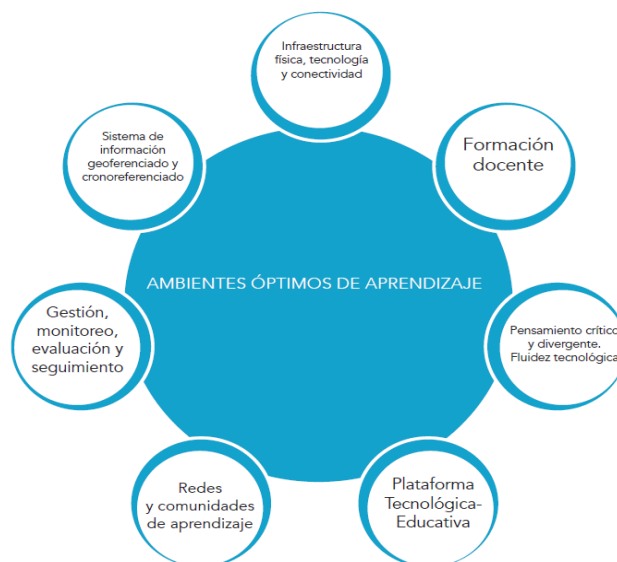 Infraestructura
física, tecnología
y conectividad
Formación
docente
Pensamiento crítico
y divergente.
Fluidez tecnológica
Plataforma
Tecnológica-
Educativa
Redes
y comunidades
de aprendizaje
Gestión,
monitoreo,
evaluación y
seguimiento
Sistema de
información
geoferenciado y
cronoreferenciado
AMBIENTES ÓPTIMOS DE APRENDIZAJE